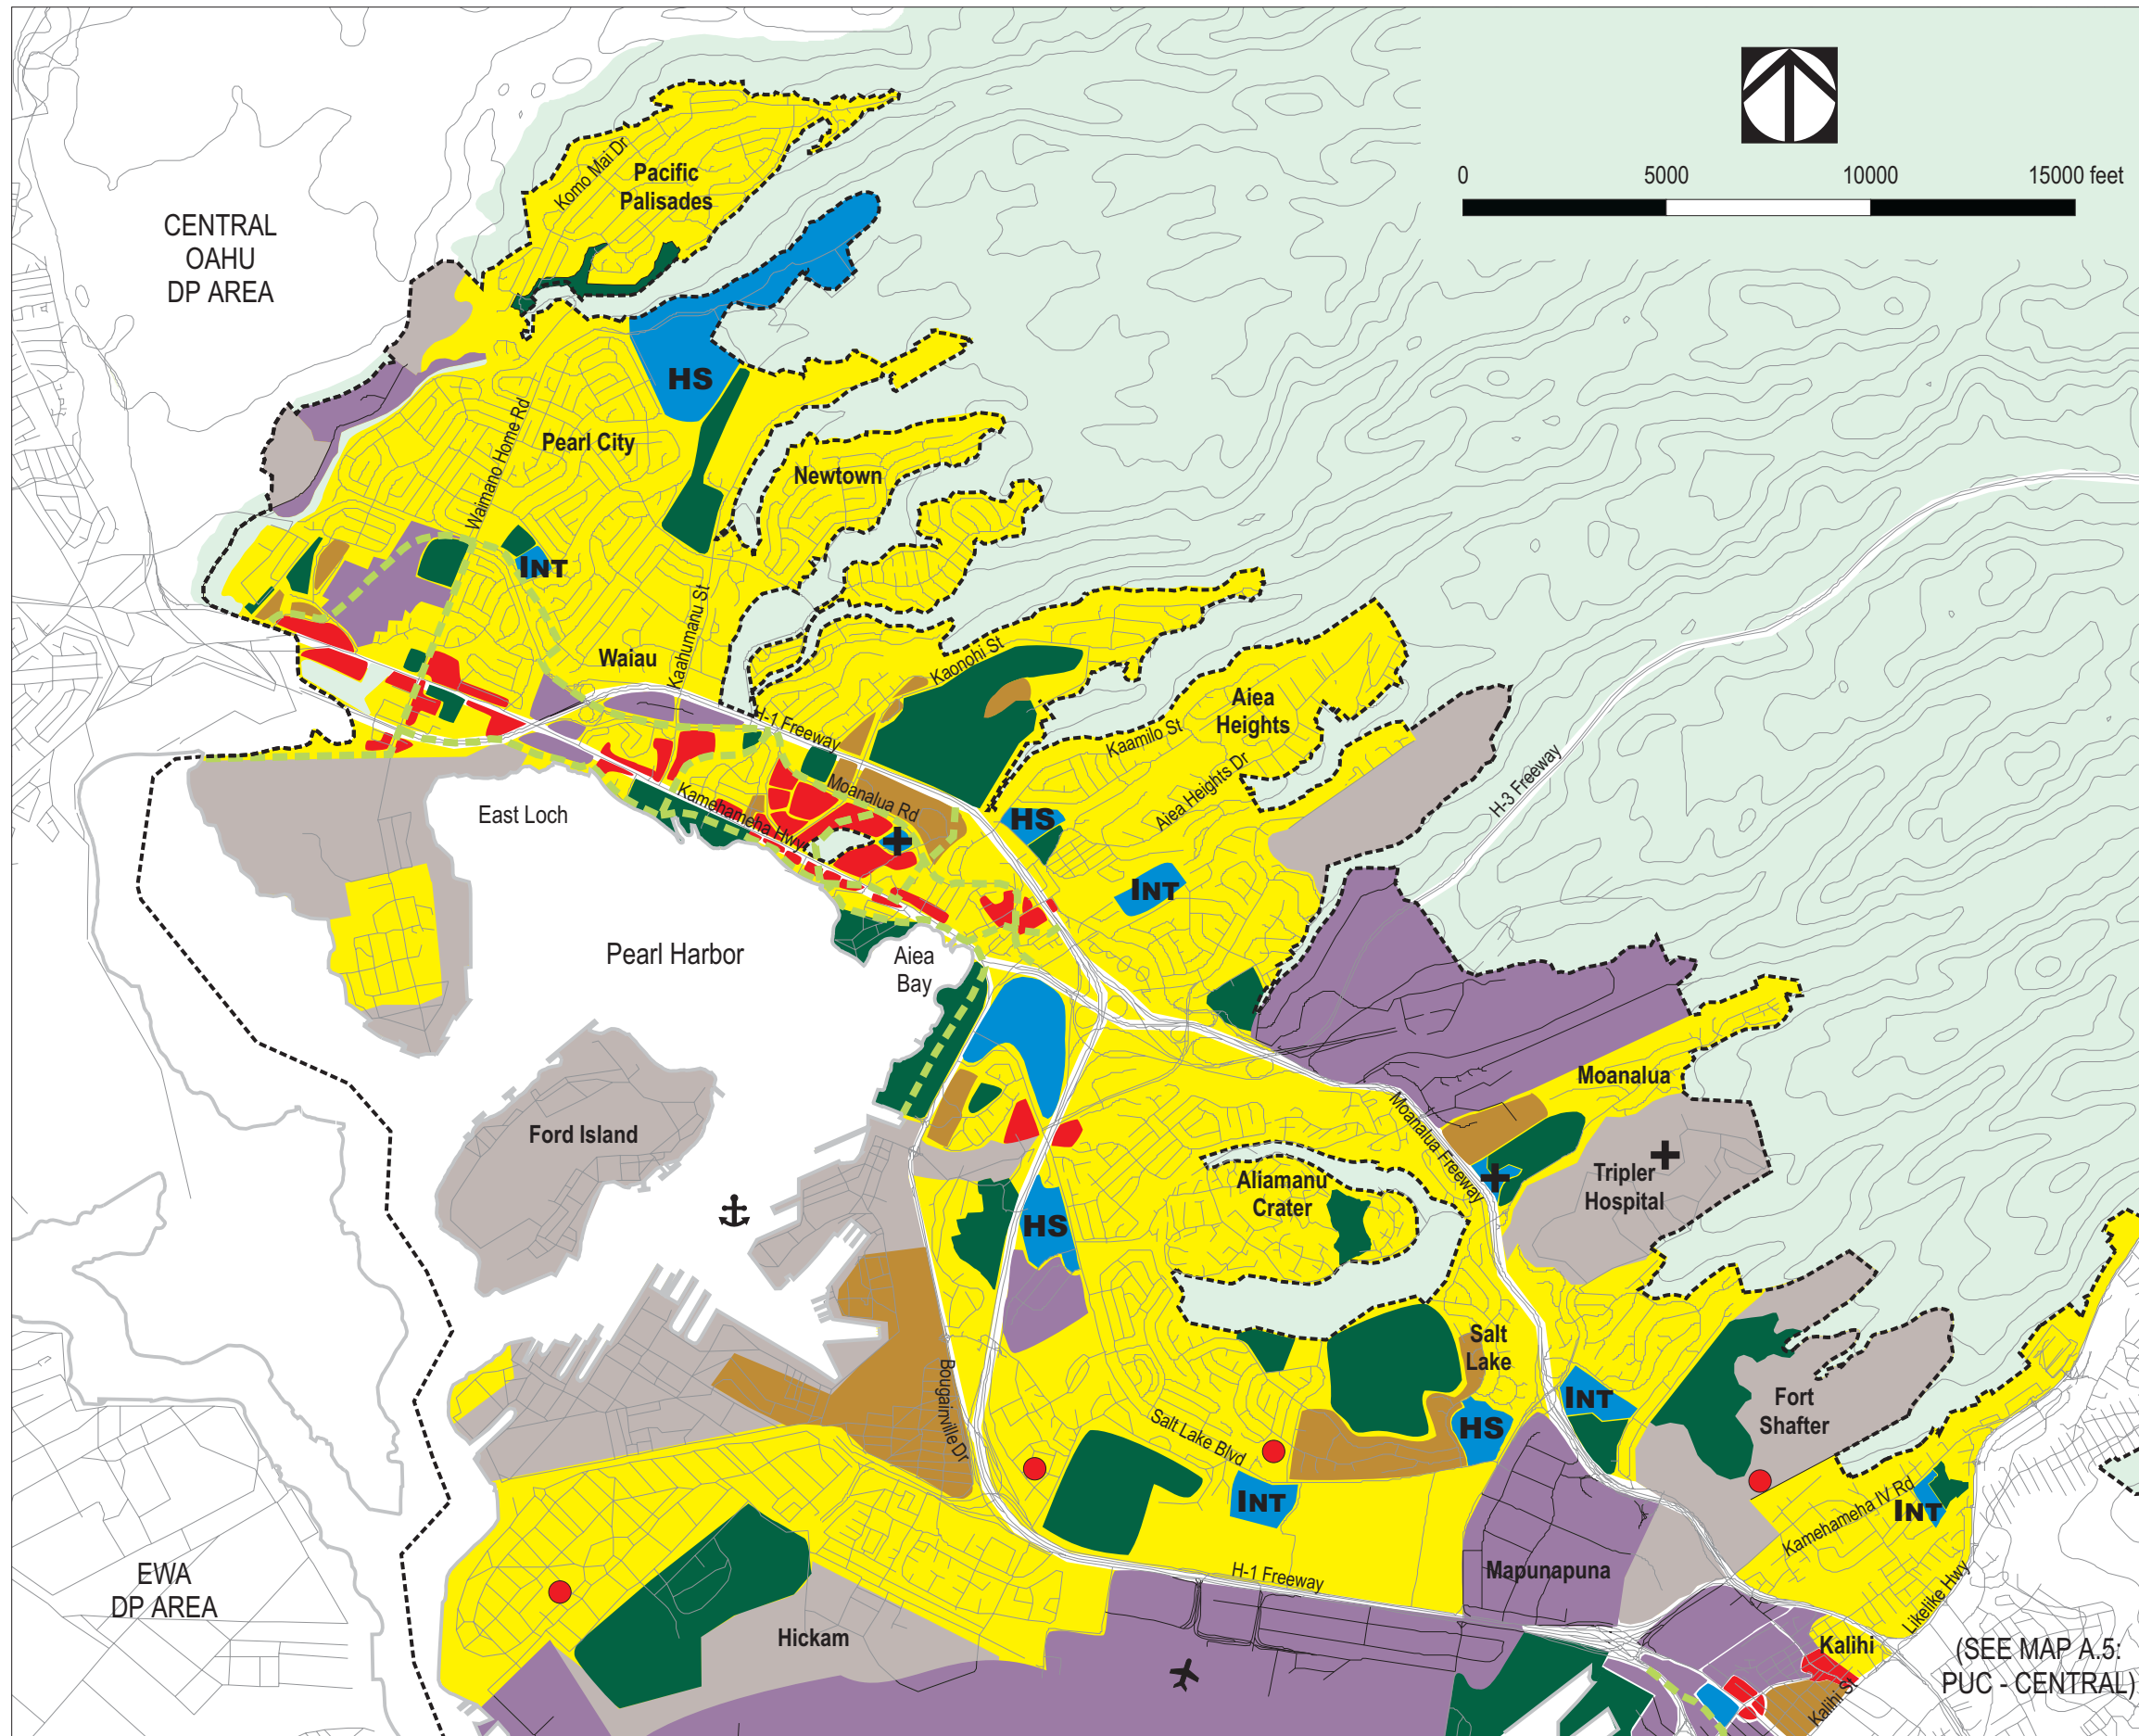 0 5000 10000 15000 feet
Komo Mai Dr
Pacific
Palisades
CENTRAL
OAHU
DP AREA
HS
Waimano Home Rd
Pearl City
Newtown
INT
Kaahumanu St
Waiau
Kaonohi St
H-1 Freeway
Aiea
Heights
Kaamilo St
Aiea Heights Dr
H-3 Freeway
Moanalua Rd
Kamehameha Hwy
East Loch
HS
INT
Pearl Harbor
Aiea
Bay
Moanalua
Moanalua Freeway
Ford Island
Tripler
Hospital
Aliamanu
Crater
HS
Salt
Lake
Bougainville Dr
INT
Fort
Shafter
Salt Lake Blvd
HS
INT
Kamehameha IV Rd
INT
EWA
DP AREA
H-1 Freeway
Mapunapuna
Likelike Hwy
Hickam
Kalihi
Kalihi St
(SEE MAP A.5:
PUC - CENTRAL)